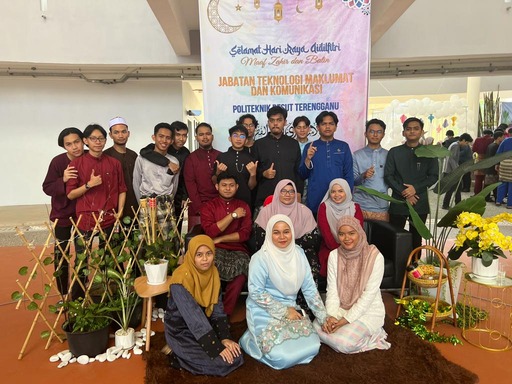 Selamat Hari Raya Aidilfitri
Maaf Zahir dan Batin
JABATAN TEKNOLOGI MAKLUMAT
DAN KOMUNIKASI
POLITEKNIK BESUT TERENGGANU